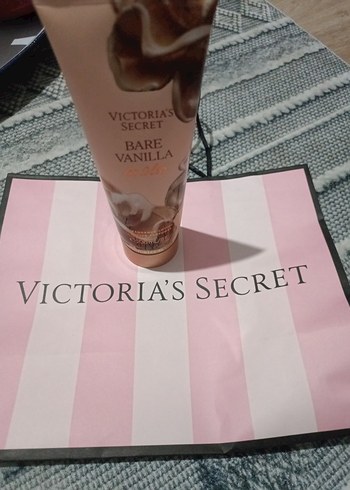 VICTORIA'S
SECRET
BARE
VANILLA
VICTORIA'S SECRET